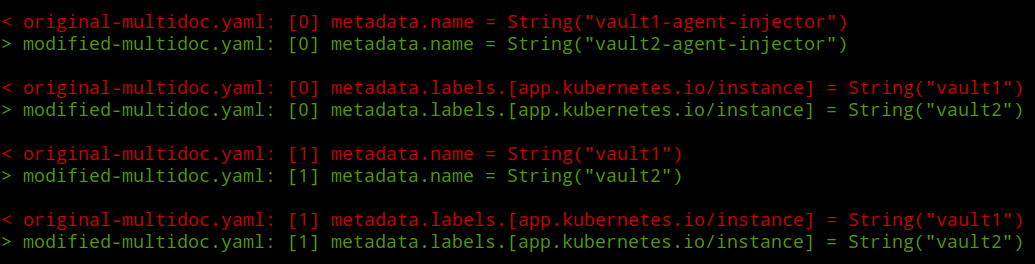 < original-multidoc.yaml: [0] metadata.name = String("vault1-agent-injector")
> modified-multidoc.yaml: [0] metadata.name = String("vault2-agent-injector")
< original-multidoc.yaml: [0] metadata.labels.[app.kubernetes.io/instance] = String("vault1")
> modified-multidoc.yaml: [0] metadata.labels.[app.kubernetes.io/instance] = String("vault2")
< original-multidoc.yaml: [1] metadata.name = String("vault1")
> modified-multidoc.yaml: [1] metadata.name = String("vault2")
< original-multidoc.yaml: [1] metadata.labels.[app.kubernetes.io/instance] = String("vault1")
> modified-multidoc.yaml: [1] metadata.labels.[app.kubernetes.io/instance] = String("vault2")